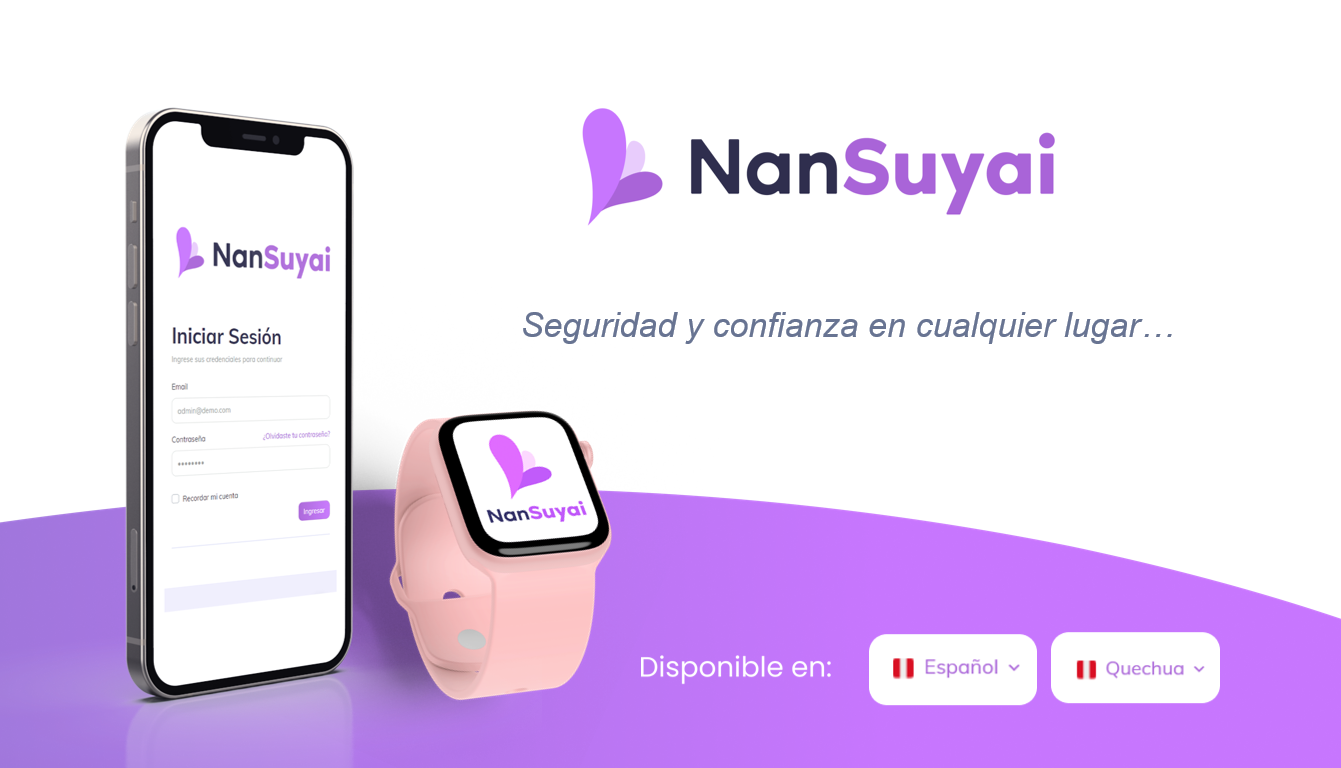 NanSuyai
Seguridad y confianza en cualquier lugar…
NanSuyai
Iniciar Sesión
Ingrese sus credenciales para continuar
Email
admin@demo.com
Contraseña
¿Olvidaste tu contraseña?
••••••••
Recordar mi cuenta
Ingresar
NanSuyai
Disponible en:
Español
Quechua